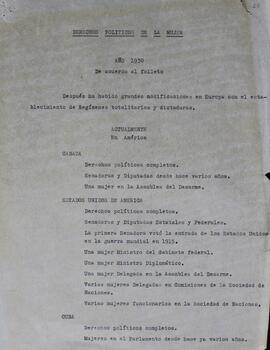 DERECHOS POLITICOS DE LA MUJER
AÑO 1930
De acuerdo al folleto
Después ha habido grandes modificaciones en Europa con el esta-
blecimiento de Regímenes totalitarios y dictaduras.
ACTUALMENTE
En América
CANADA
Derechos políticos completos.
Senadoras y Diputadas desde hace varios años.
Una mujer en la Asamblea del Desarme.
ESTADOS UNIDOS DE AMERICA
Derechos políticos completos.
Senadoras y Diputadas Estatales y Federales.
La primera Senadora votó la entrada de los Estados Unidos
en la guerra mundial en 1915.
Una mujer Ministro del Gabinete federal.
Una mujer Ministro Diplomático.
Una mujer Delegada en la Asamblea del Desarme.
Varias mujeres Delegadas en Comisiones de la Sociedad de
Naciones.
Varias mujeres funcionarias en la Sociedad de Naciones.
CUBA
Derechos políticos completos.
Mujeres en el Parlamento desde hace ya varios años.